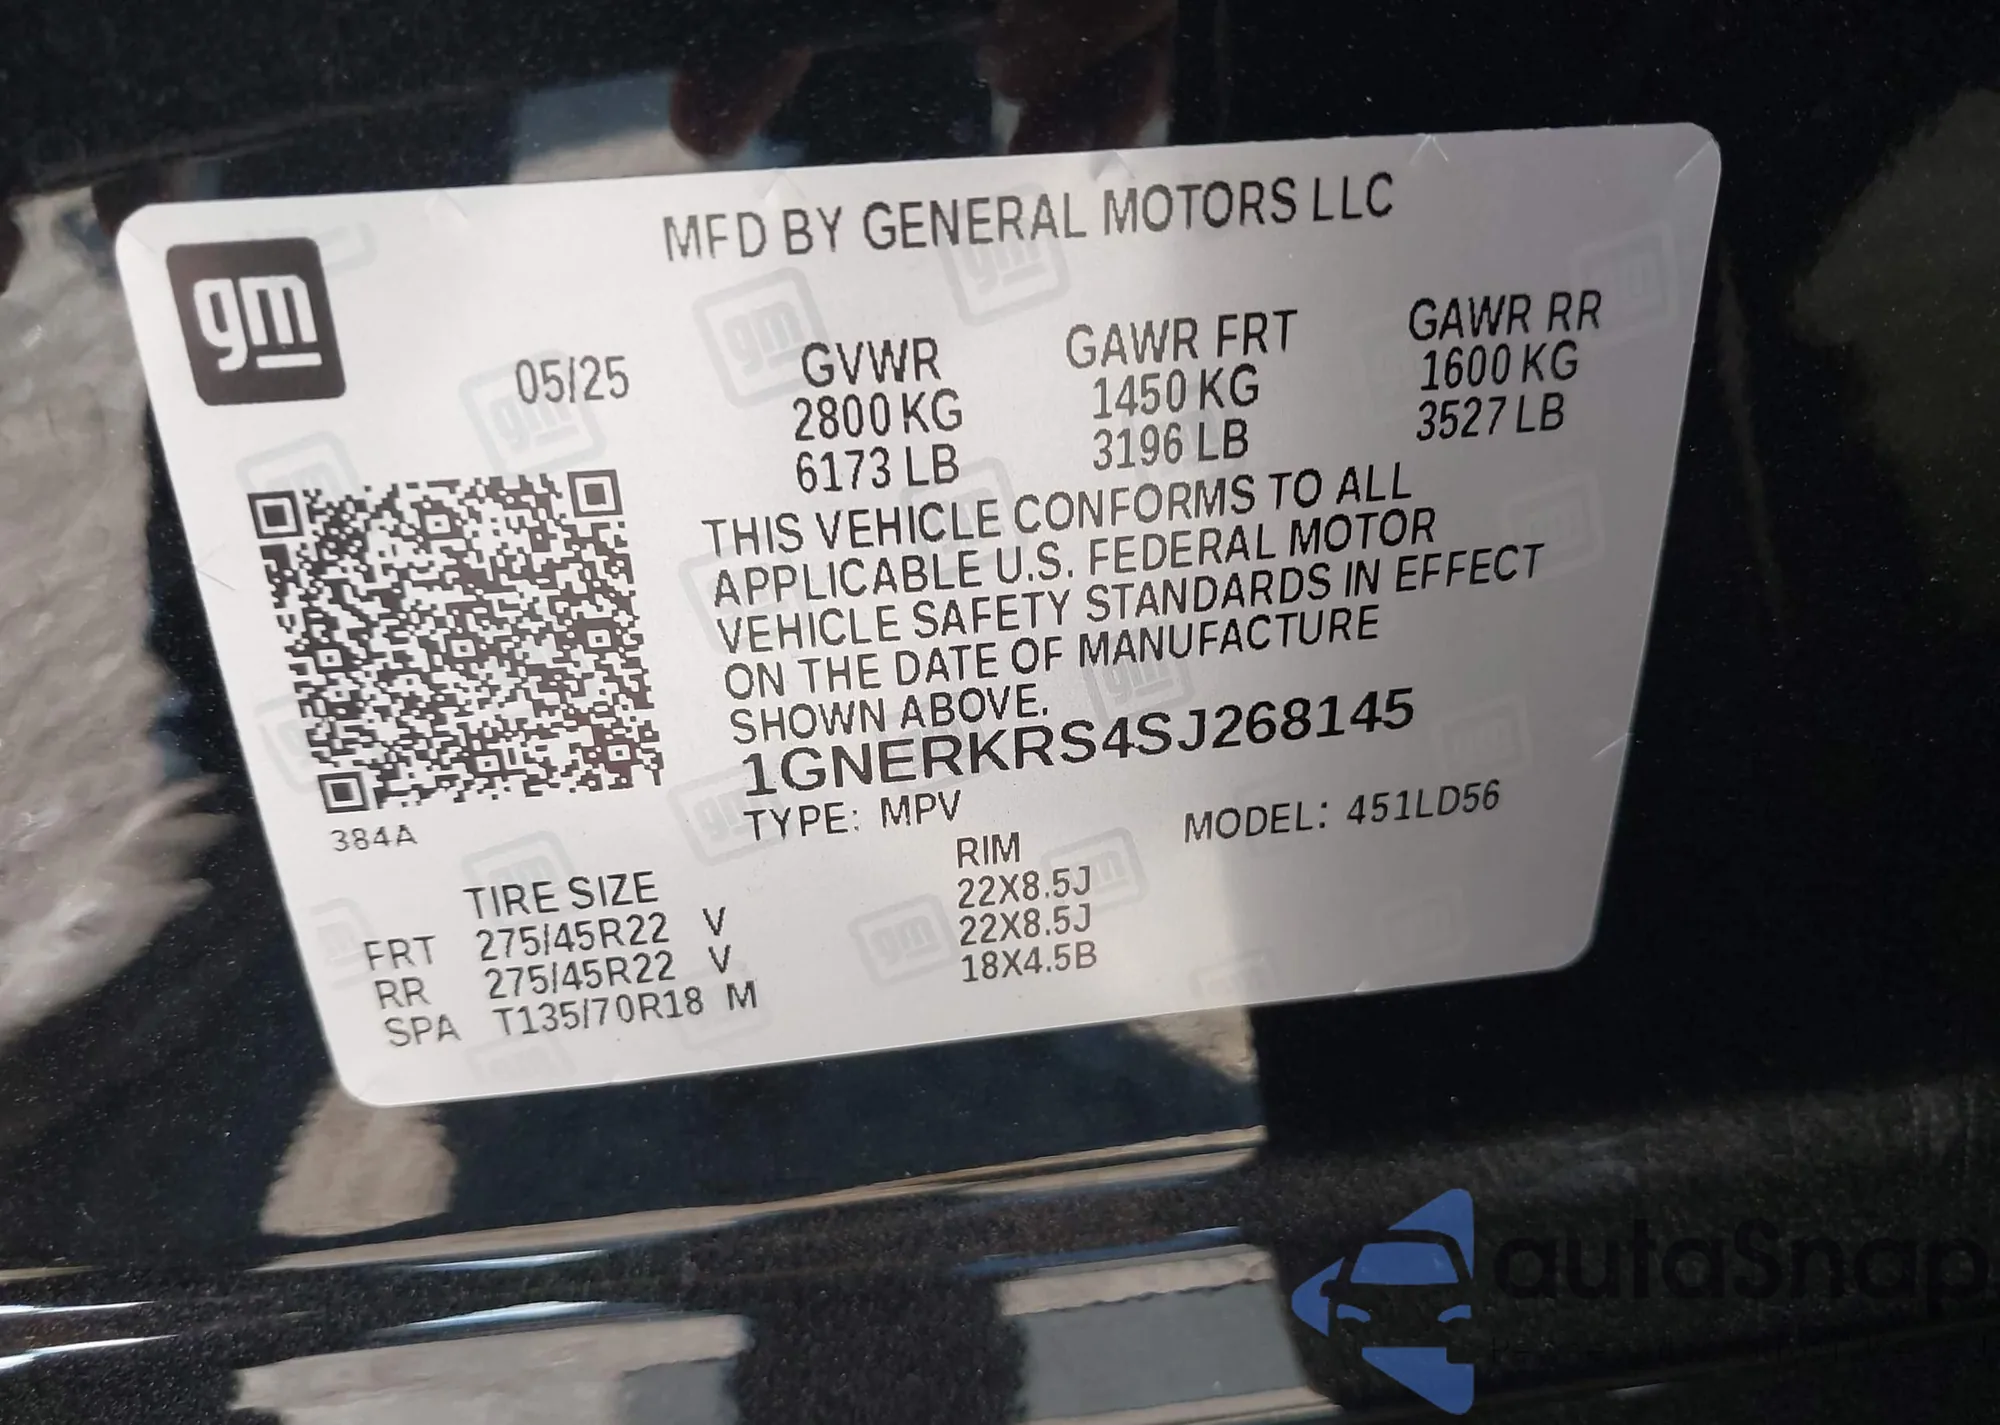 gm
MFD BY GENERAL MOTORS LLC
05/25
GVWR
2800 KG
6173 LB
GAWR FRT
1450 KG
3196 LB
GAWR RR
1600 KG
3527 LB
THIS VEHICLE CONFORMS TO ALL
APPLICABLE U.S. FEDERAL MOTOR
VEHICLE SAFETY STANDARDS IN EFFECT
ON THE DATE OF MANUFACTURE
SHOWN ABOVE.
1GNERKRS4SJ268145
TYPE: MPV
MODEL: 451LD56
384A
TIRE SIZE
RIM
FRT 275/45R22 V 22X8.5J
RR 275/45R22 V 22X8.5J
SPA T135/70R18 M 18X4.5B
autaSnap